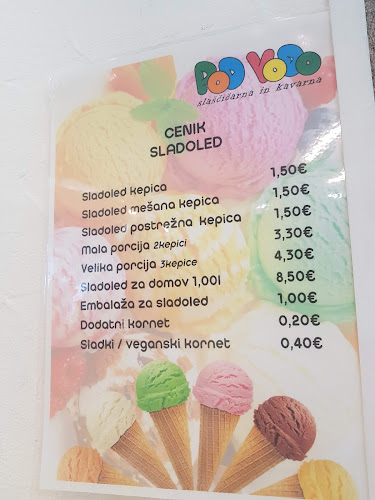 POD VODO
slaščičarna in kavarna
CENIK
SLADOLED
Sladoled kepica 1,50€
Sladoled mešana kepica 1,50€
Sladoled postrežna kepica 1,50€
Mala porcija 2kepici 3,30€
Velika porcija 3kepice 4,30€
Sladoled za domov 1,00l 8,50€
Embalaža za sladoled 1,00€
Dodatni kornet 0,20€
Sladki / veganski kornet 0,40€